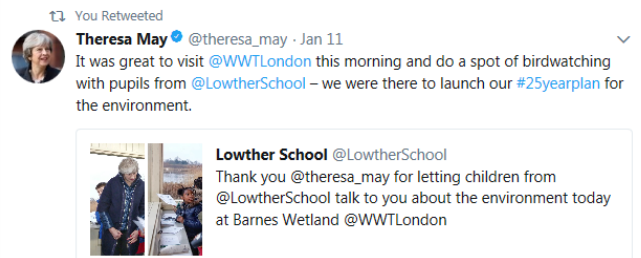 You Retweeted
Theresa May @theresa_may · Jan 11
It was great to visit @WWTLondon this morning and do a spot of birdwatching
with pupils from @LowtherSchool – we were there to launch our #25yearplan for
the environment.
Lowther School @LowtherSchool
Thank you @theresa_may for letting children from
@LowtherSchool talk to you about the environment today
at Barnes Wetland @WWTLondon